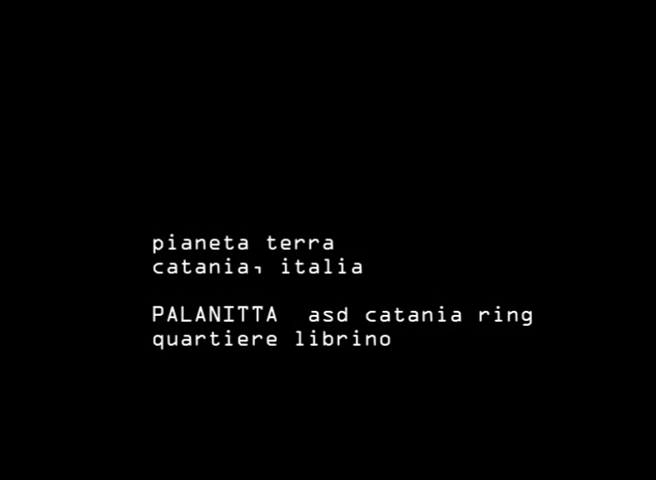 pianeta terra
catania, italia
PALANITTA asd catania ring
quartiere librino